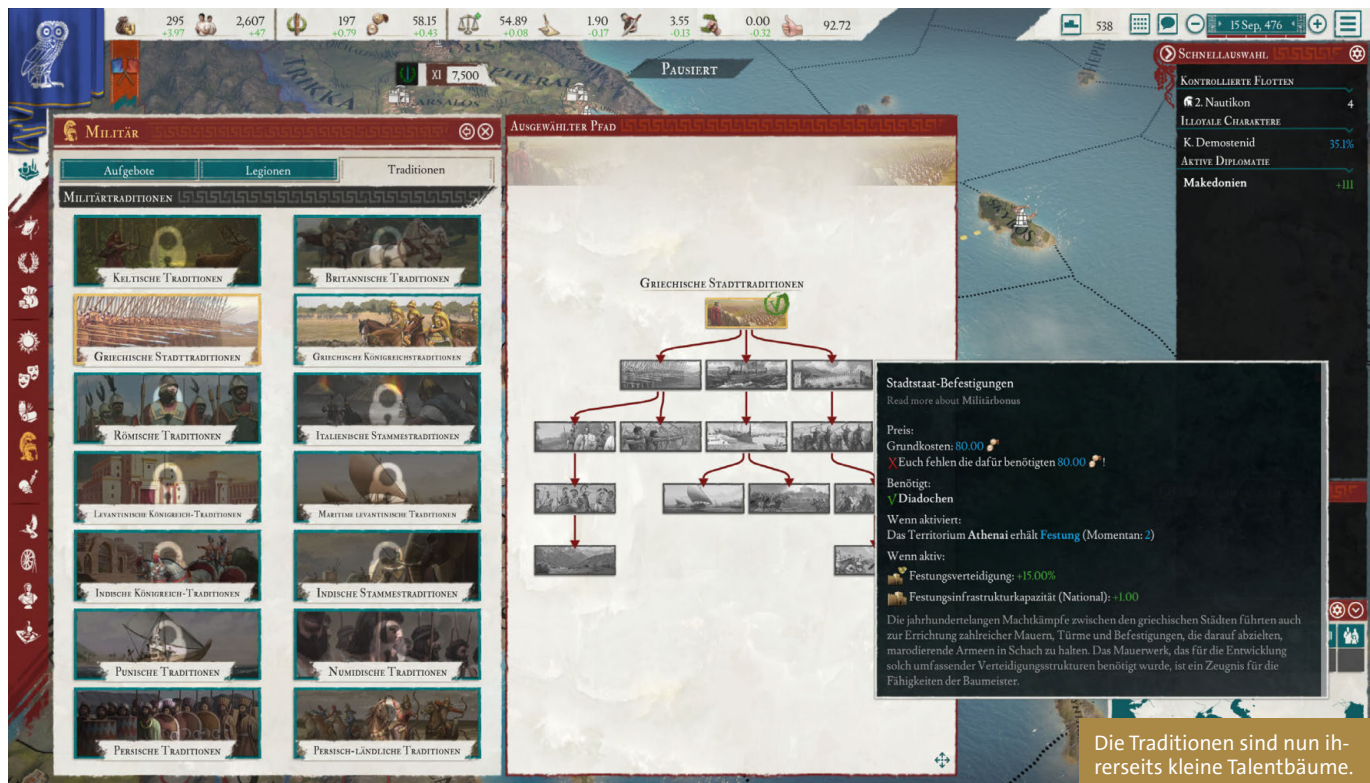 295
+3.97
2,607
+47
197
+0.79
58.15
+0.43
54.89
+0.08
1.90
-0.17
3.55
-0.13
0.00
-0.32
92.72
538
15 Sep, 476
XI 7,500
Pausiert
Schnellauswahl
Kontrollierte Flotten
2. Nautikon 4
Illoyale Charaktere
K. Demostenid 35.1%
Aktive Diplomatie
Makedonien +111
Militär
Aufgebote Legionen Traditionen
Militärtraditionen
Keltische Traditionen
Britannische Traditionen
Griechische Stadttraditionen
Griechische Königreichstraditionen
Römische Traditionen
Italienische Stammestraditionen
Levantinische Königreich-Traditionen
Maritime levantinische Traditionen
Indische Königreich-Traditionen
Indische Stammestraditionen
Punische Traditionen
Numidische Traditionen
Persische Traditionen
Persisch-ländliche Traditionen
Ausgewählter Pfad
Griechische Stadttraditionen
Stadtstaat-Befestigungen
Read more about Militärbonus
Preis:
Grundkosten: 80.00
Euch fehlen die dafür benötigten 80.00 !
Benötigt:
Diadochen
Wenn aktiviert:
Das Territorium Athenai erhält Festung (Momentan: 2)
Wenn aktiv:
Festungsverteidigung: +15.00%
Festungsinfrastrukturkapazität (National): +1.00
Die jahrhundertelangen Machtkämpfe zwischen den griechischen Städten führten auch
zur Errichtung zahlreicher Mauern, Türme und Befestigungen, die darauf abzielten,
marodierende Armeen in Schach zu halten. Das Mauerwerk, das für die Entwicklung
solch umfassender Verteidigungsstrukturen benötigt wurde, ist ein Zeugnis für die
Fähigkeiten der Baumeister.
Die Traditionen sind nun ih-
rerseits kleine Talentbäume.